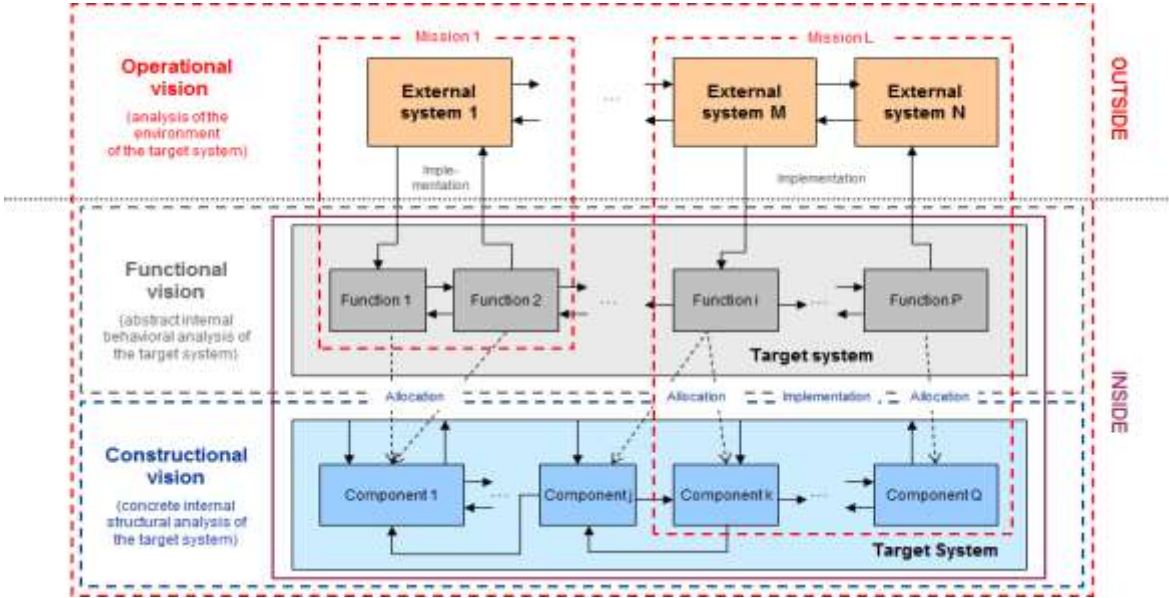 Mission 1
Mission L
Operational
vision
(analysis of the
environment
of the target system)
External
system 1
...
External
system M
External
system N
OUTSIDE
Imple-
mentation
Implementation
Functional
vision
(abstract internal
behavioral analysis of
the target system)
Function 1
Function 2
...
Function i
...
Function P
Target system
INSIDE
Allocation
Allocation
Implementation
Allocation
Constructional
vision
(concrete internal
structural analysis of
the target system)
Component 1
...
Component j
Component k
...
Component Q
Target System